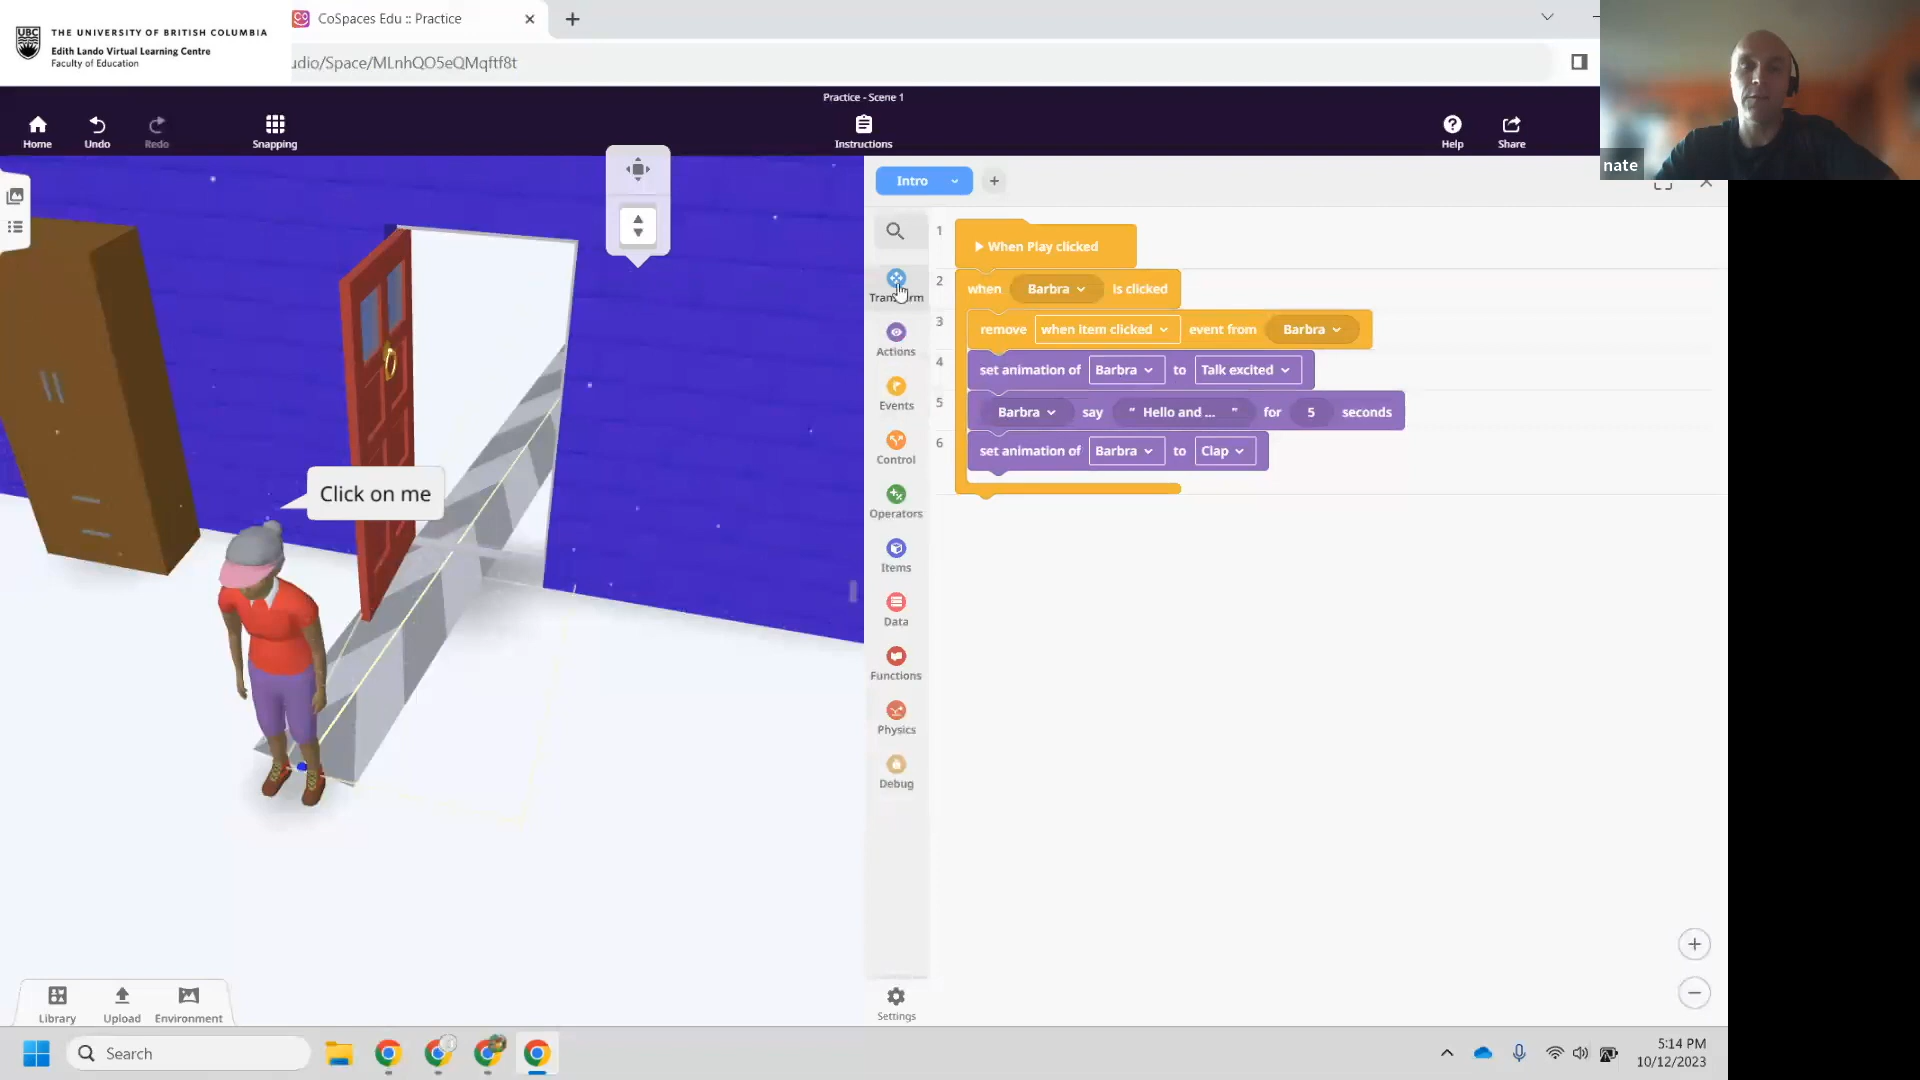 CoSpaces Edu :: Practice
UBC
THE UNIVERSITY OF BRITISH COLUMBIA
Edith Lando Virtual Learning Centre
Faculty of Education
udio/Space/MLnhQO5eQMqftf8t
Practice - Scene 1
Home
Undo
Redo
Snapping
Instructions
Help
Share
nate
Intro
1
When Play clicked
2
when Barbra is clicked
3
remove when item clicked event from Barbra
4
set animation of Barbra to Talk excited
5
Barbra say " Hello and ... " for 5 seconds
6
set animation of Barbra to Clap
Transform
Actions
Events
Control
Operators
Items
Data
Functions
Physics
Debug
Settings
Click on me
Library
Upload
Environment
Search
5:14 PM
10/12/2023